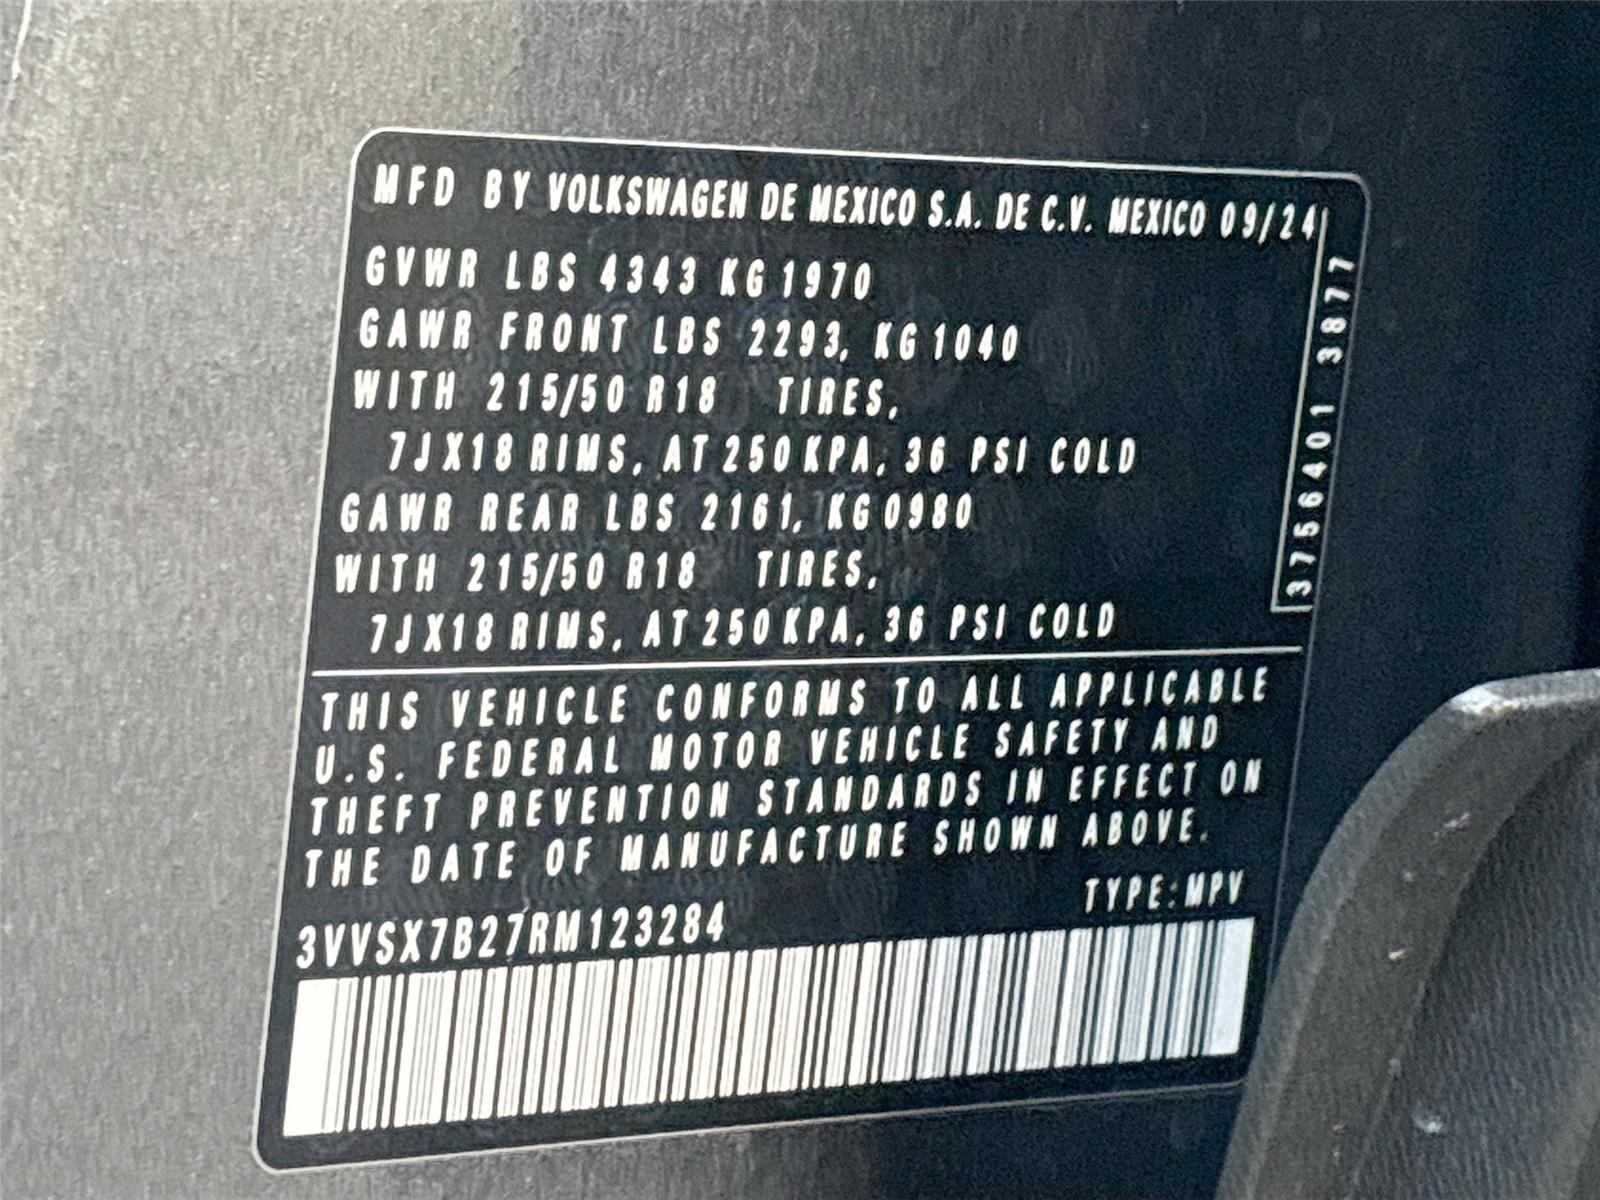 MFD BY VOLKSWAGEN DE MEXICO S.A. DE C.V. MEXICO 09/24
GVWR LBS 4343 KG 1970
GAWR FRONT LBS 2293, KG 1040
WITH 215/50 R18 TIRES,
7JX18 RIMS, AT 250 KPA, 36 PSI COLD
GAWR REAR LBS 2161, KG 0980
WITH 215/50 R18 TIRES,
7JX18 RIMS, AT 250 KPA, 36 PSI COLD
3756401 3877
THIS VEHICLE CONFORMS TO ALL APPLICABLE
U.S. FEDERAL MOTOR VEHICLE SAFETY AND
THEFT PREVENTION STANDARDS IN EFFECT ON
THE DATE OF MANUFACTURE SHOWN ABOVE.
TYPE: MPV
3VVSX7B27RM123284